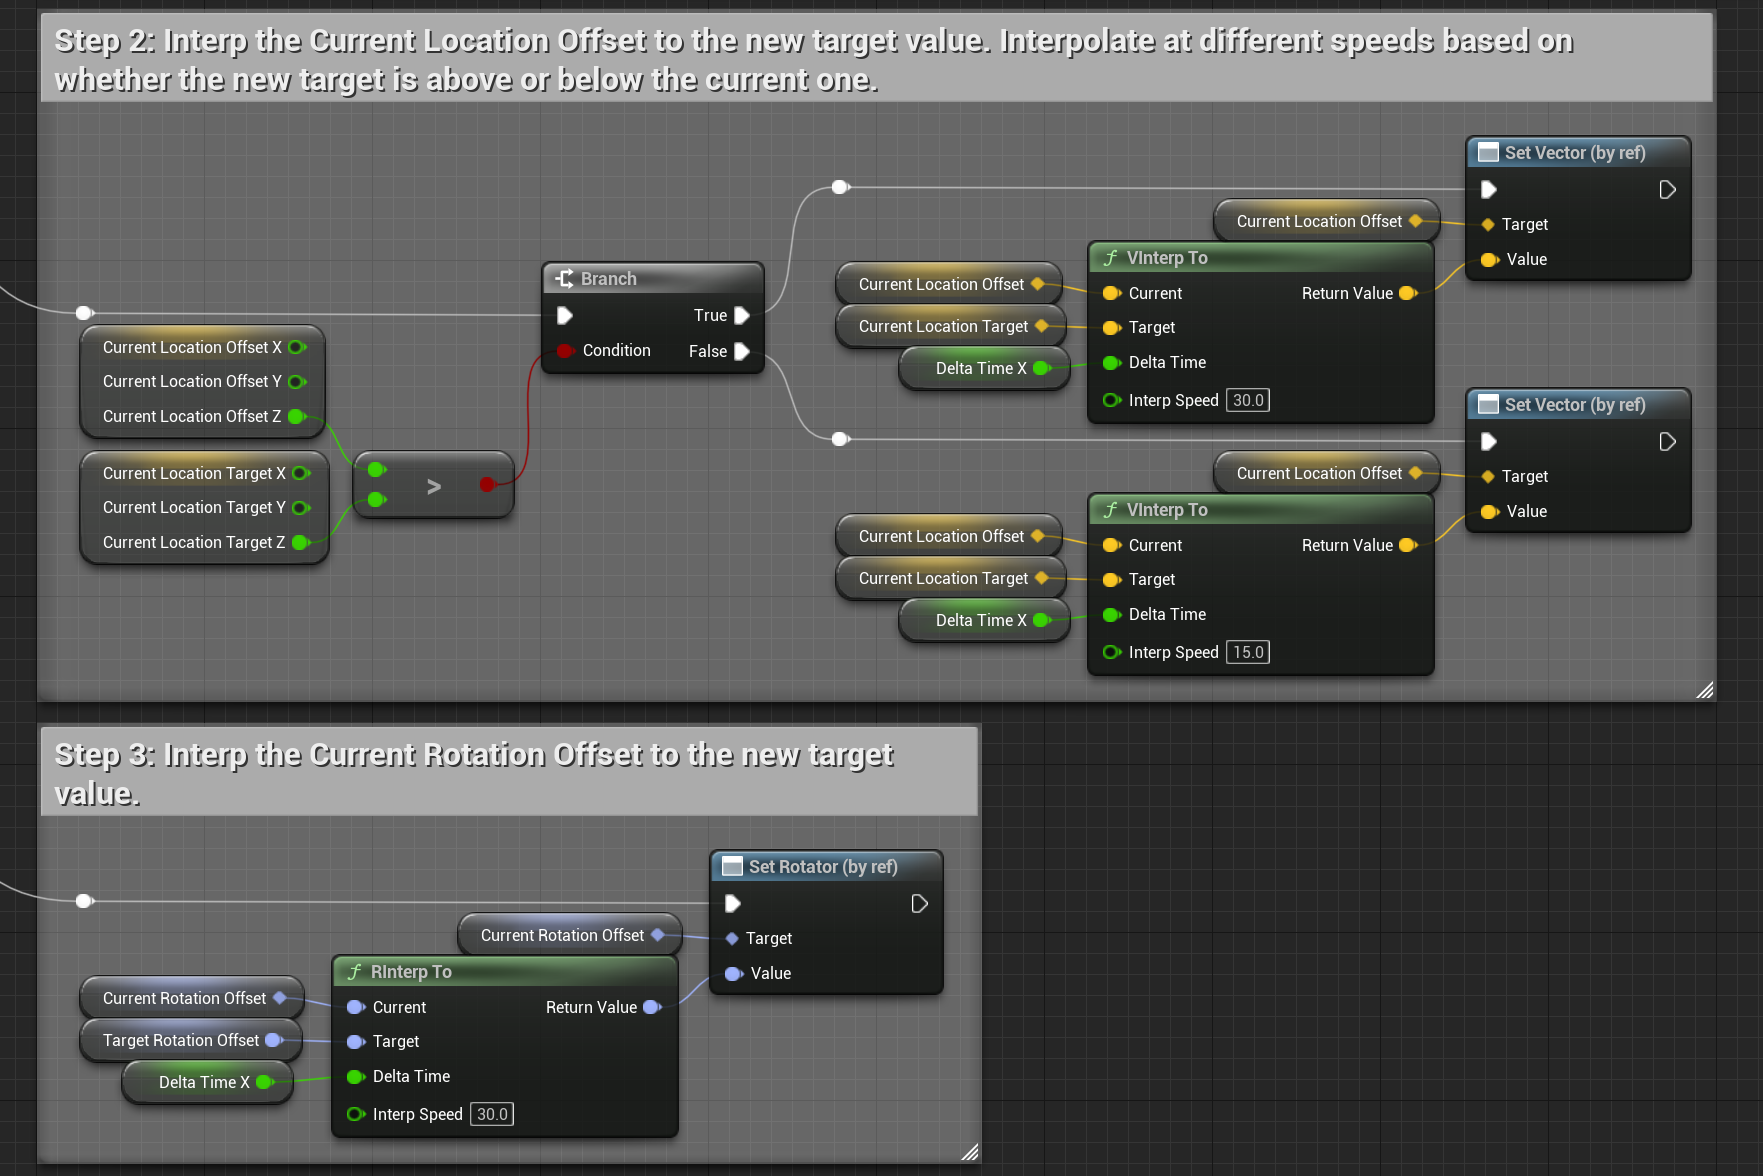 Step 2: Interp the Current Location Offset to the new target value. Interpolate at different speeds based on
whether the new target is above or below the current one.
Current Location Offset X
Current Location Offset Y
Current Location Offset Z
Current Location Target X
Current Location Target Y
Current Location Target Z
>
Branch
True
Condition
False
Current Location Offset
Current Location Target
Delta Time X
Current Location Offset
VInterp To
Current
Return Value
Target
Delta Time
Interp Speed 30.0
Set Vector (by ref)
Target
Value
Current Location Offset
Current Location Target
Delta Time X
Current Location Offset
VInterp To
Current
Return Value
Target
Delta Time
Interp Speed 15.0
Set Vector (by ref)
Target
Value
Step 3: Interp the Current Rotation Offset to the new target
value.
Current Rotation Offset
Target Rotation Offset
Delta Time X
Current Rotation Offset
RInterp To
Current
Return Value
Target
Delta Time
Interp Speed 30.0
Set Rotator (by ref)
Target
Value